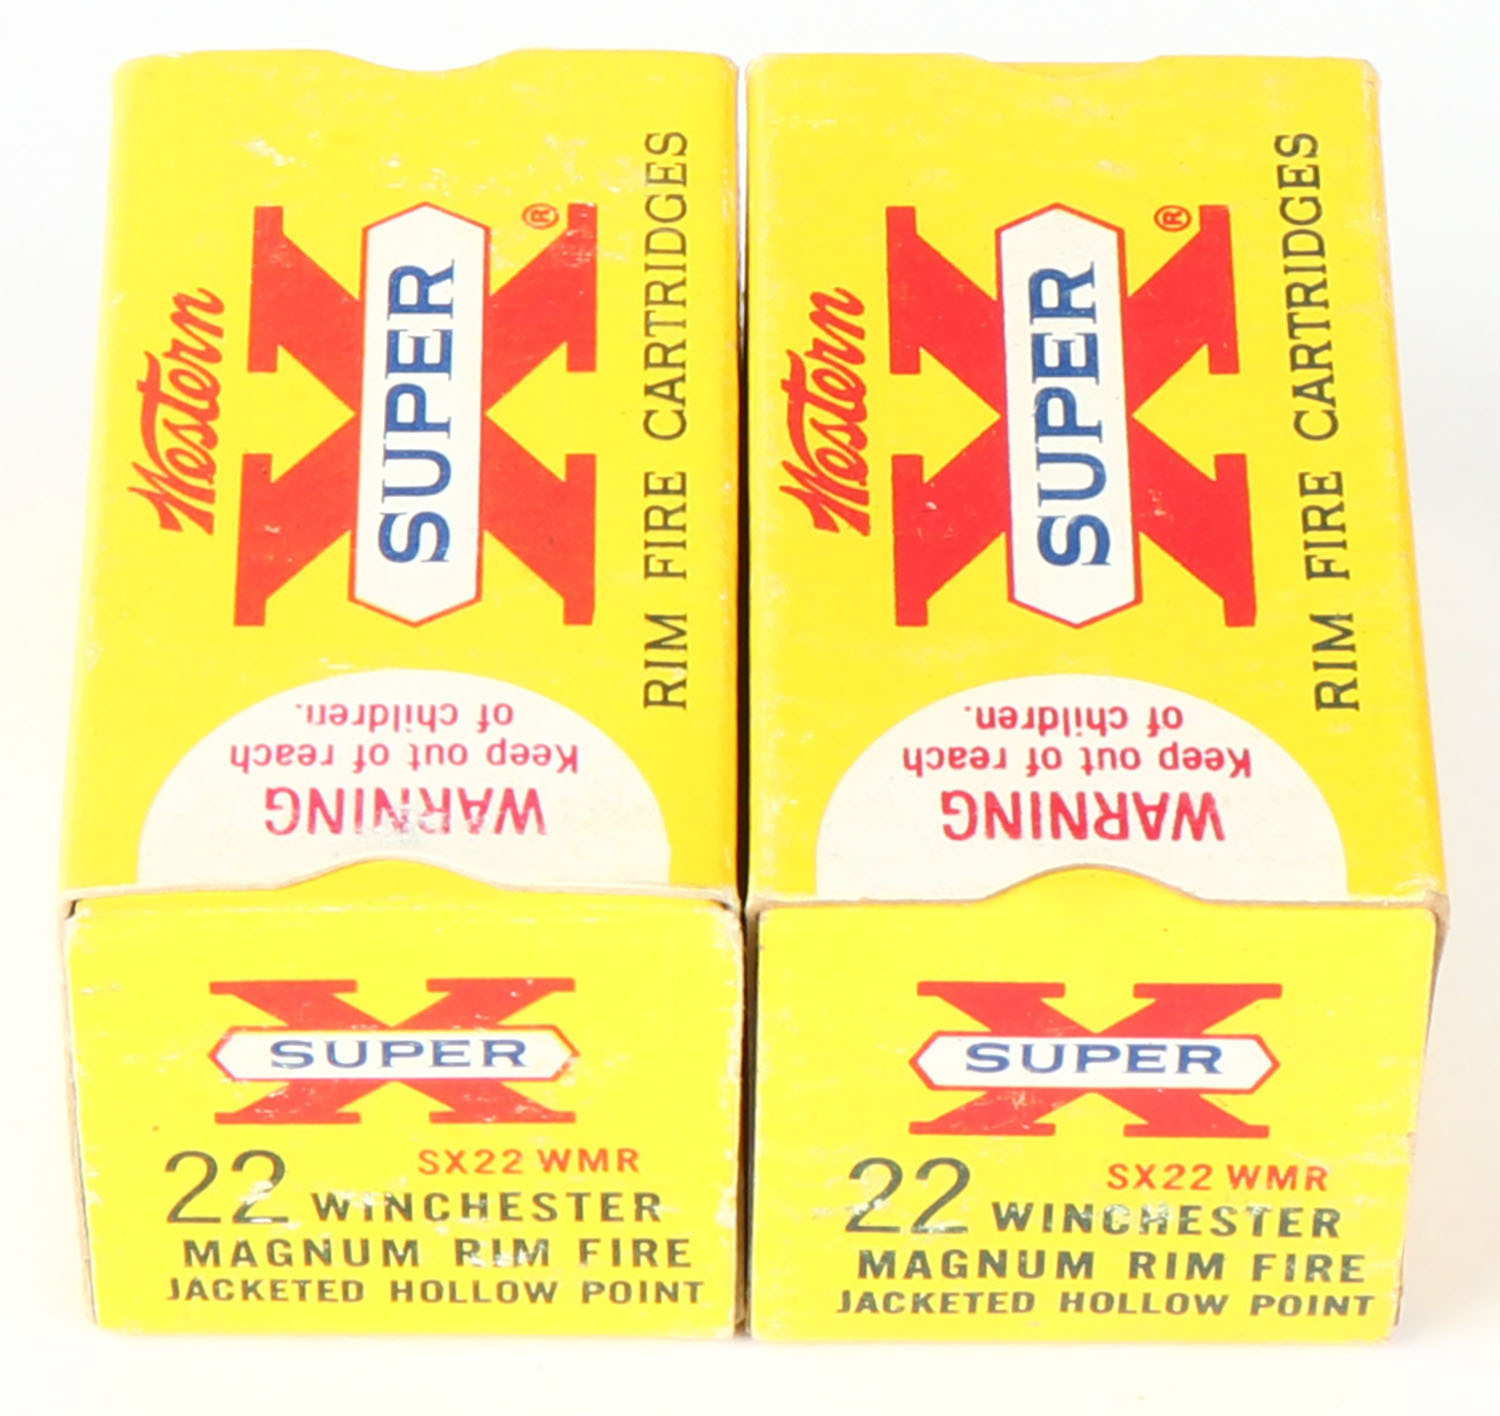 Western
SUPER X®
RIM FIRE CARTRIDGES
WARNING
Keep out of reach
of children.
X
SUPER
SX22 WMR
22 WINCHESTER
MAGNUM RIM FIRE
JACKETED HOLLOW POINT
Western
SUPER X®
RIM FIRE CARTRIDGES
WARNING
Keep out of reach
of children.
X
SUPER
SX22 WMR
22 WINCHESTER
MAGNUM RIM FIRE
JACKETED HOLLOW POINT